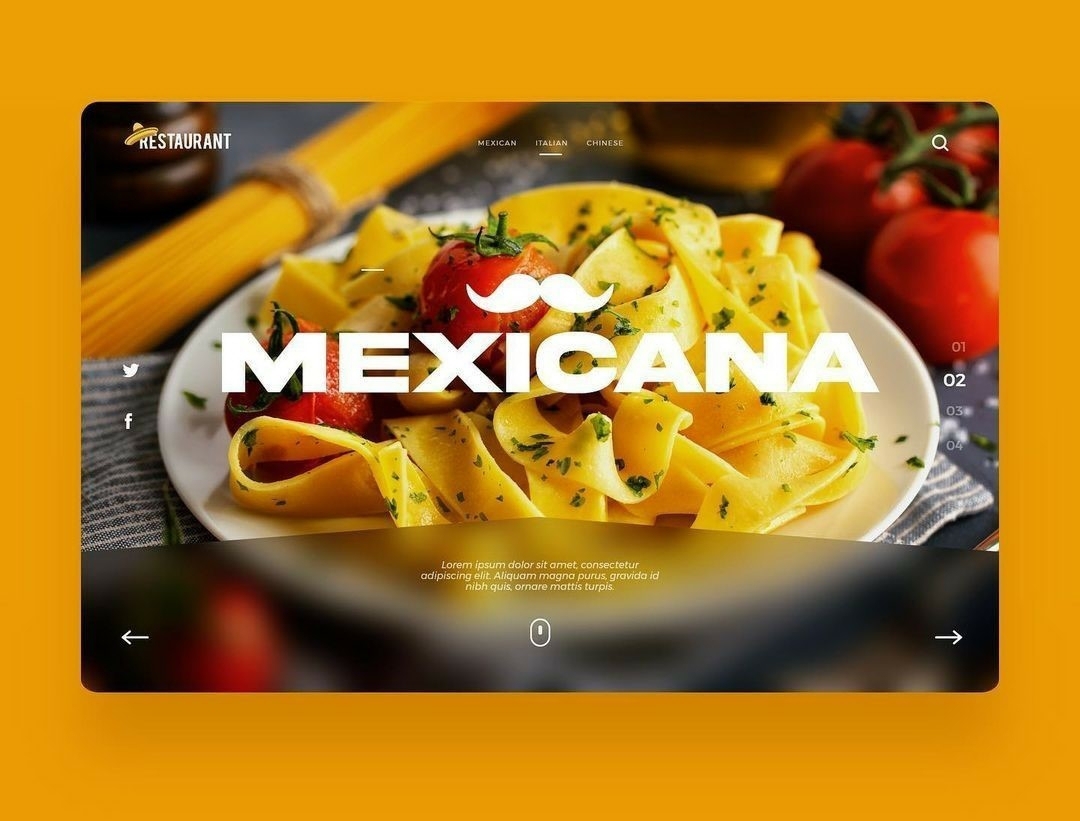 RESTAURANT
MEXICAN ITALIAN CHINESE
MEXICANA
01
02
03
04
Lorem ipsum dolor sit amet, consectetur
adipiscing elit. Aliquam magna purus, gravida id
nibh quis, ornare mattis turpis.